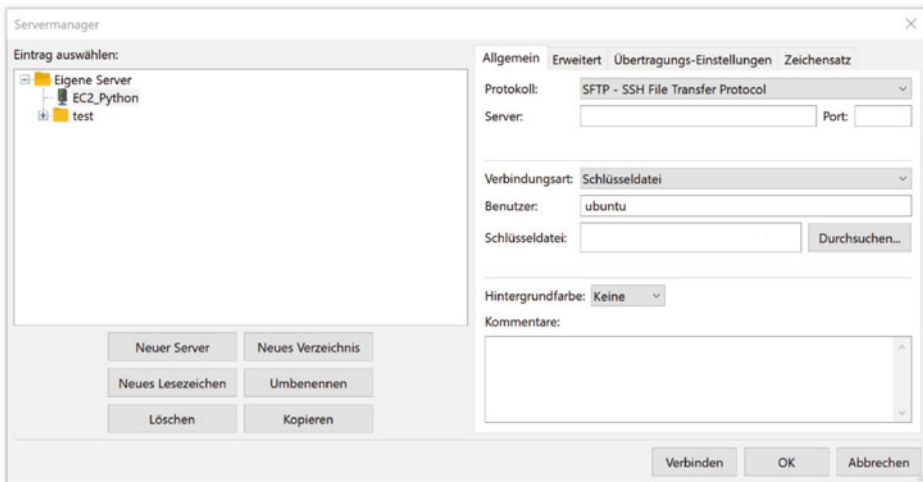 Servermanager
Eintrag auswählen:
Eigene Server
EC2_Python
test
Neuer Server
Neues Verzeichnis
Neues Lesezeichen
Umbenennen
Löschen
Kopieren
Allgemein Erweitert Übertragungs-Einstellungen Zeichensatz
Protokoll: SFTP - SSH File Transfer Protocol
Server: Port:
Verbindungsart: Schlüsseldatei
Benutzer: ubuntu
Schlüsseldatei: Durchsuchen...
Hintergrundfarbe: Keine
Kommentare:
Verbinden OK Abbrechen